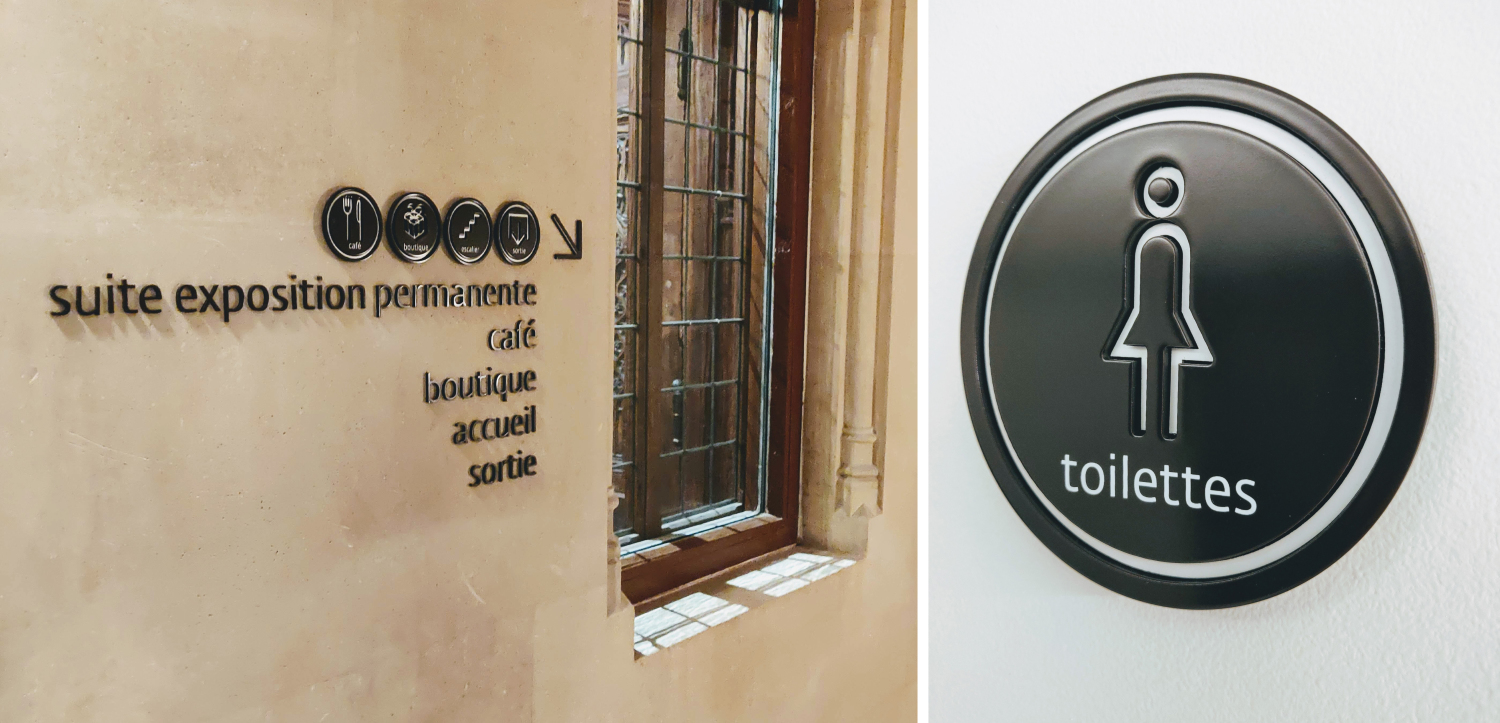 café boutique escalier sortie
suite exposition permanente
café
boutique
accueil
sortie
toilettes